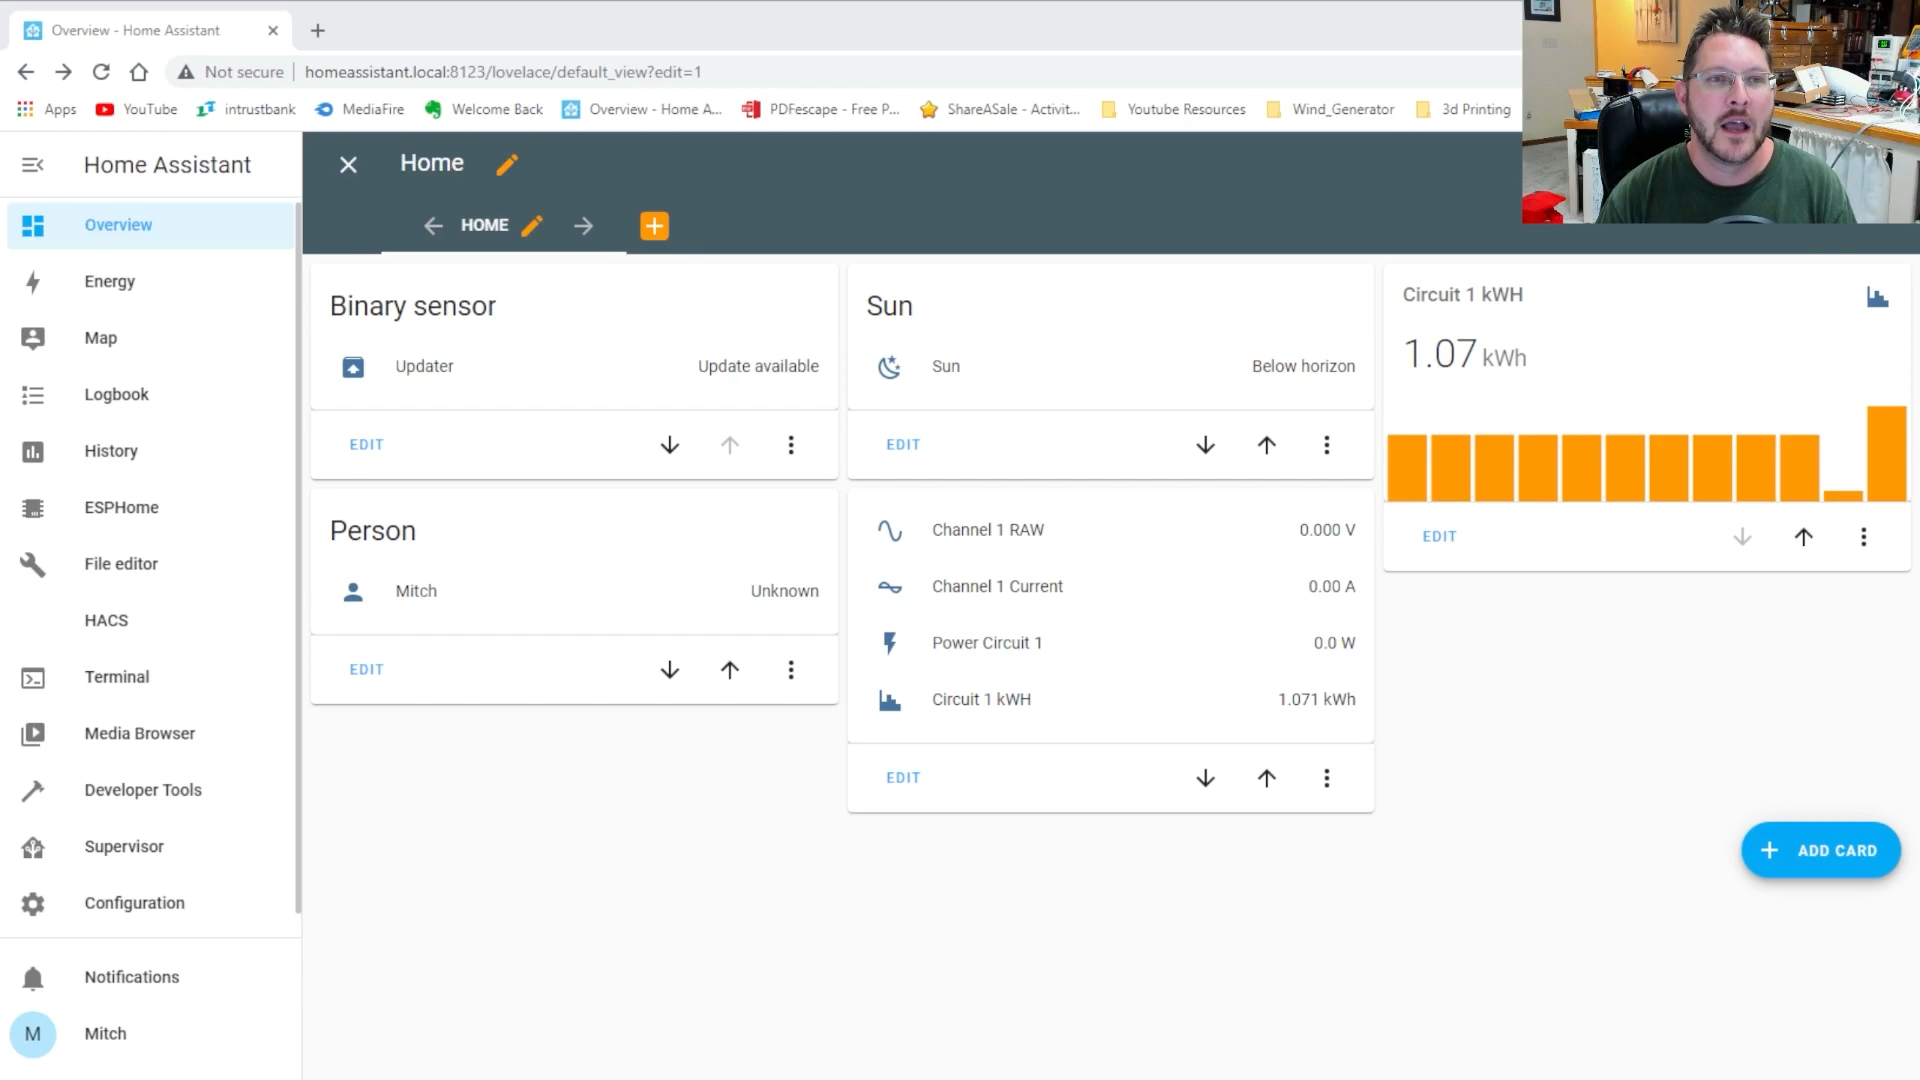 Overview - Home Assistant
Not secure
homeassistant.local:8123/lovelace/default_view?edit=1
Apps
YouTube
intrustbank
MediaFire
Welcome Back
Overview - Home A...
PDFescape - Free P...
ShareASale - Activit...
Youtube Resources
Wind_Generator
3d Printing
Home Assistant
Overview
Energy
Map
Logbook
History
ESPHome
File editor
HACS
Terminal
Media Browser
Developer Tools
Supervisor
Configuration
Notifications
M
Mitch
Home
HOME
Binary sensor
Updater
Update available
EDIT
Person
Mitch
Unknown
EDIT
Sun
Sun
Below horizon
EDIT
Channel 1 RAW
0.000 V
Channel 1 Current
0.00 A
Power Circuit 1
0.0 W
Circuit 1 kWH
1.071 kWh
EDIT
Circuit 1 kWH
1.07 kWh
EDIT
ADD CARD